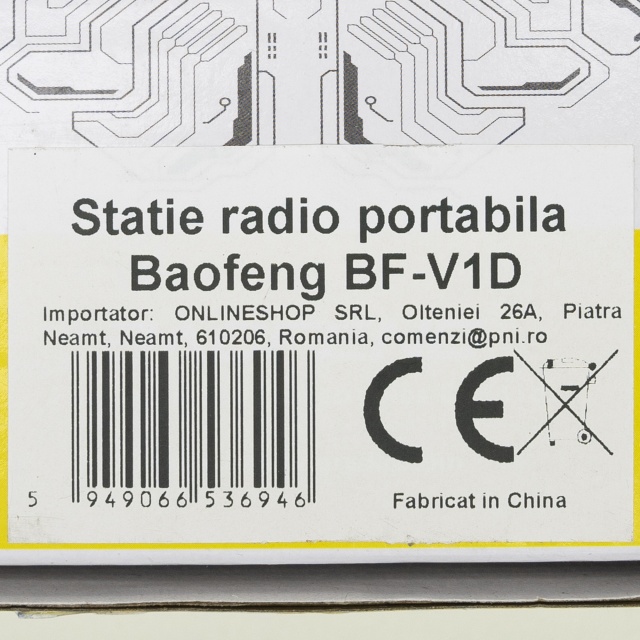 Statie radio portabila
Baofeng BF-V1D
Importator: ONLINESHOP SRL, Olteniei 26A, Piatra
Neamt, Neamt, 610206, Romania, comenzi@pni.ro
CE
5 949066 536946
Fabricat in China